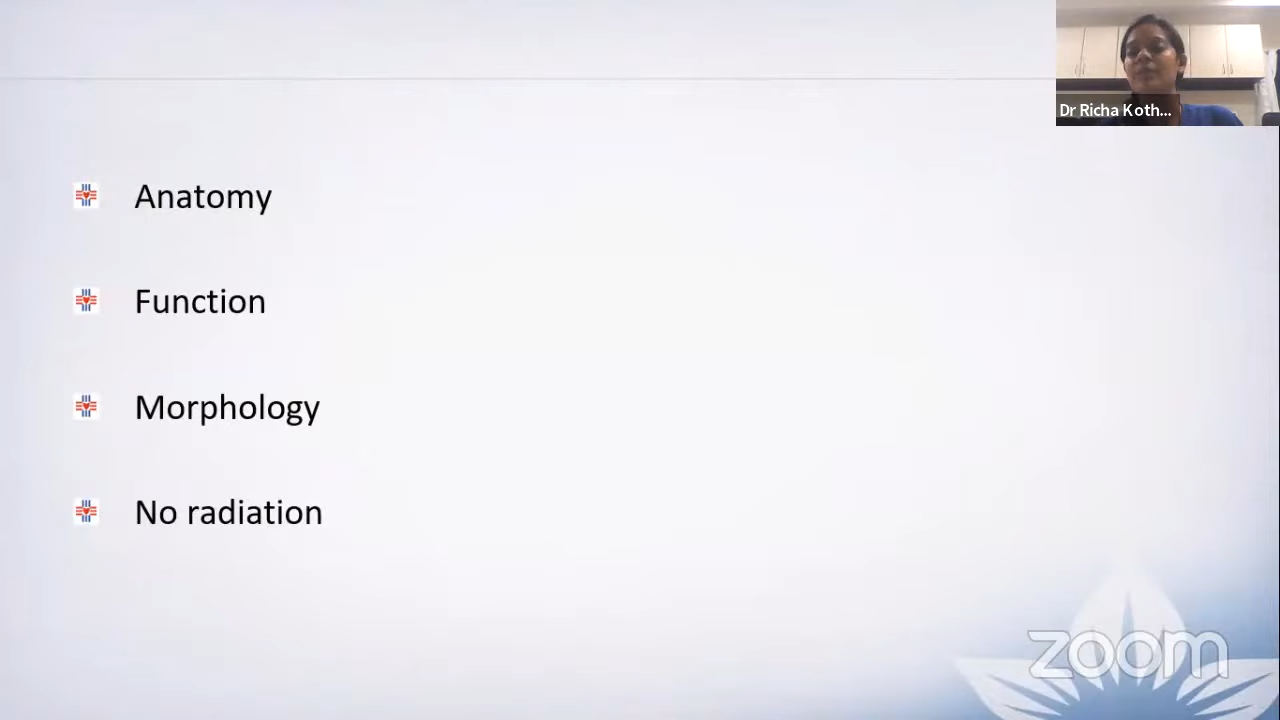 Dr Richa Koth...
Anatomy
Function
Morphology
No radiation
zoom